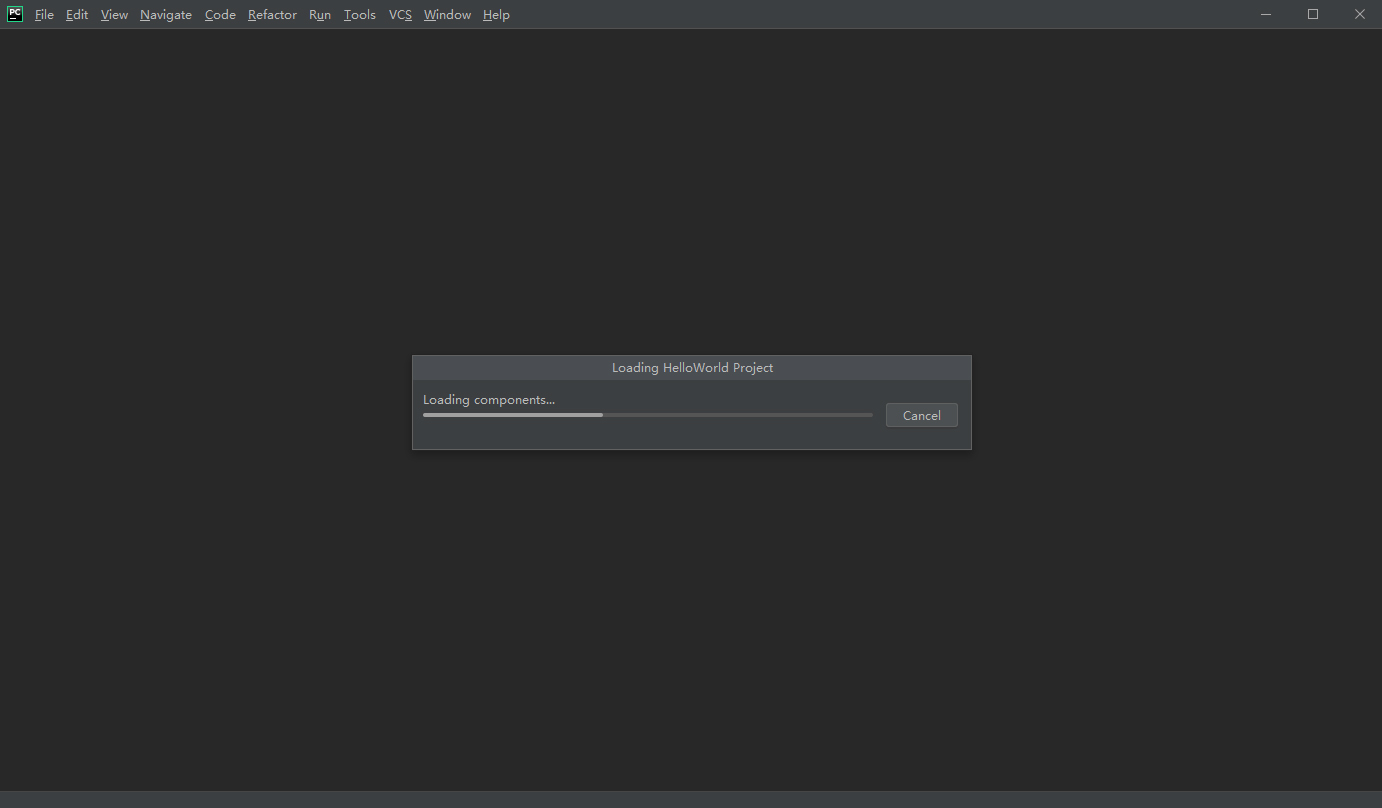 PC File Edit View Navigate Code Refactor Run Tools VCS Window Help
Loading HelloWorld Project
Loading components...
Cancel